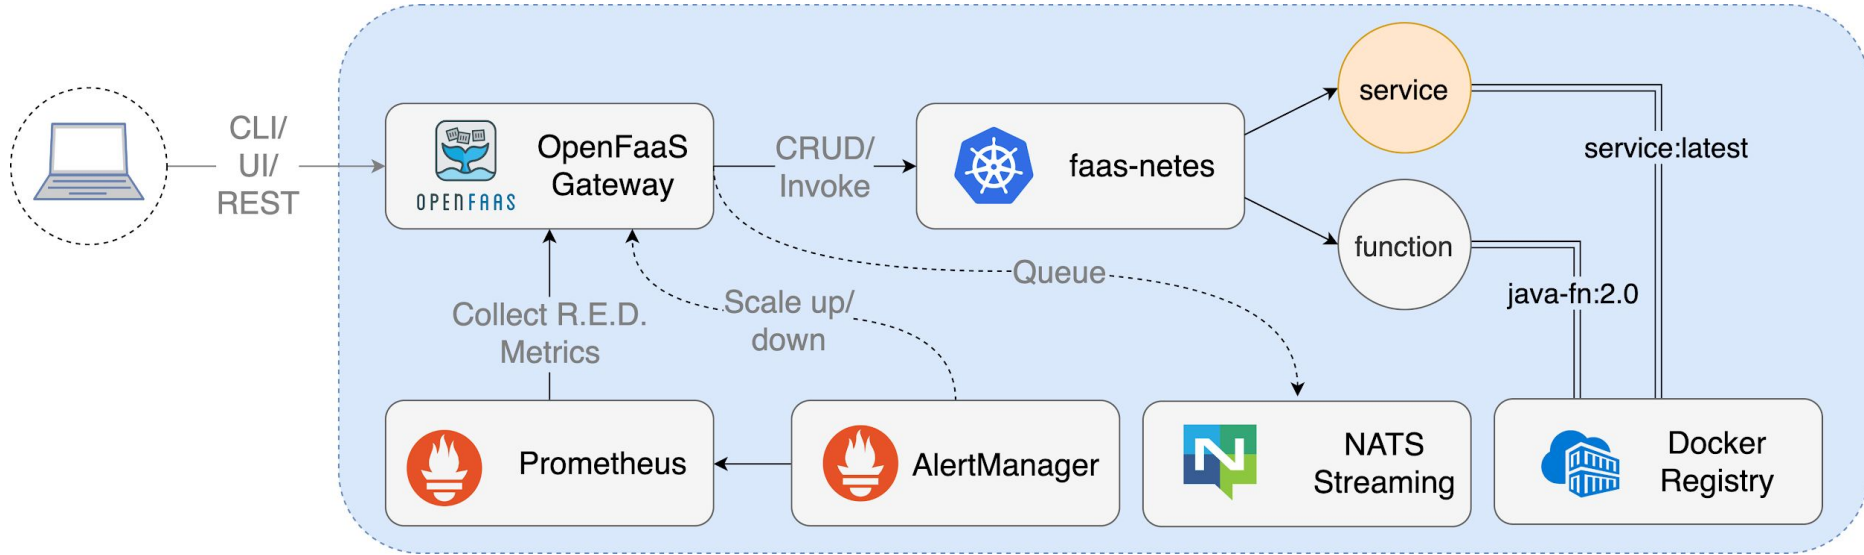 CLI/
UI/
REST
OPENFAAS
OpenFaaS
Gateway
CRUD/
Invoke
faas-netes
service
service:latest
function
java-fn:2.0
Queue
Scale up/
down
Collect R.E.D.
Metrics
Prometheus
AlertManager
N
NATS
Streaming
Docker
Registry